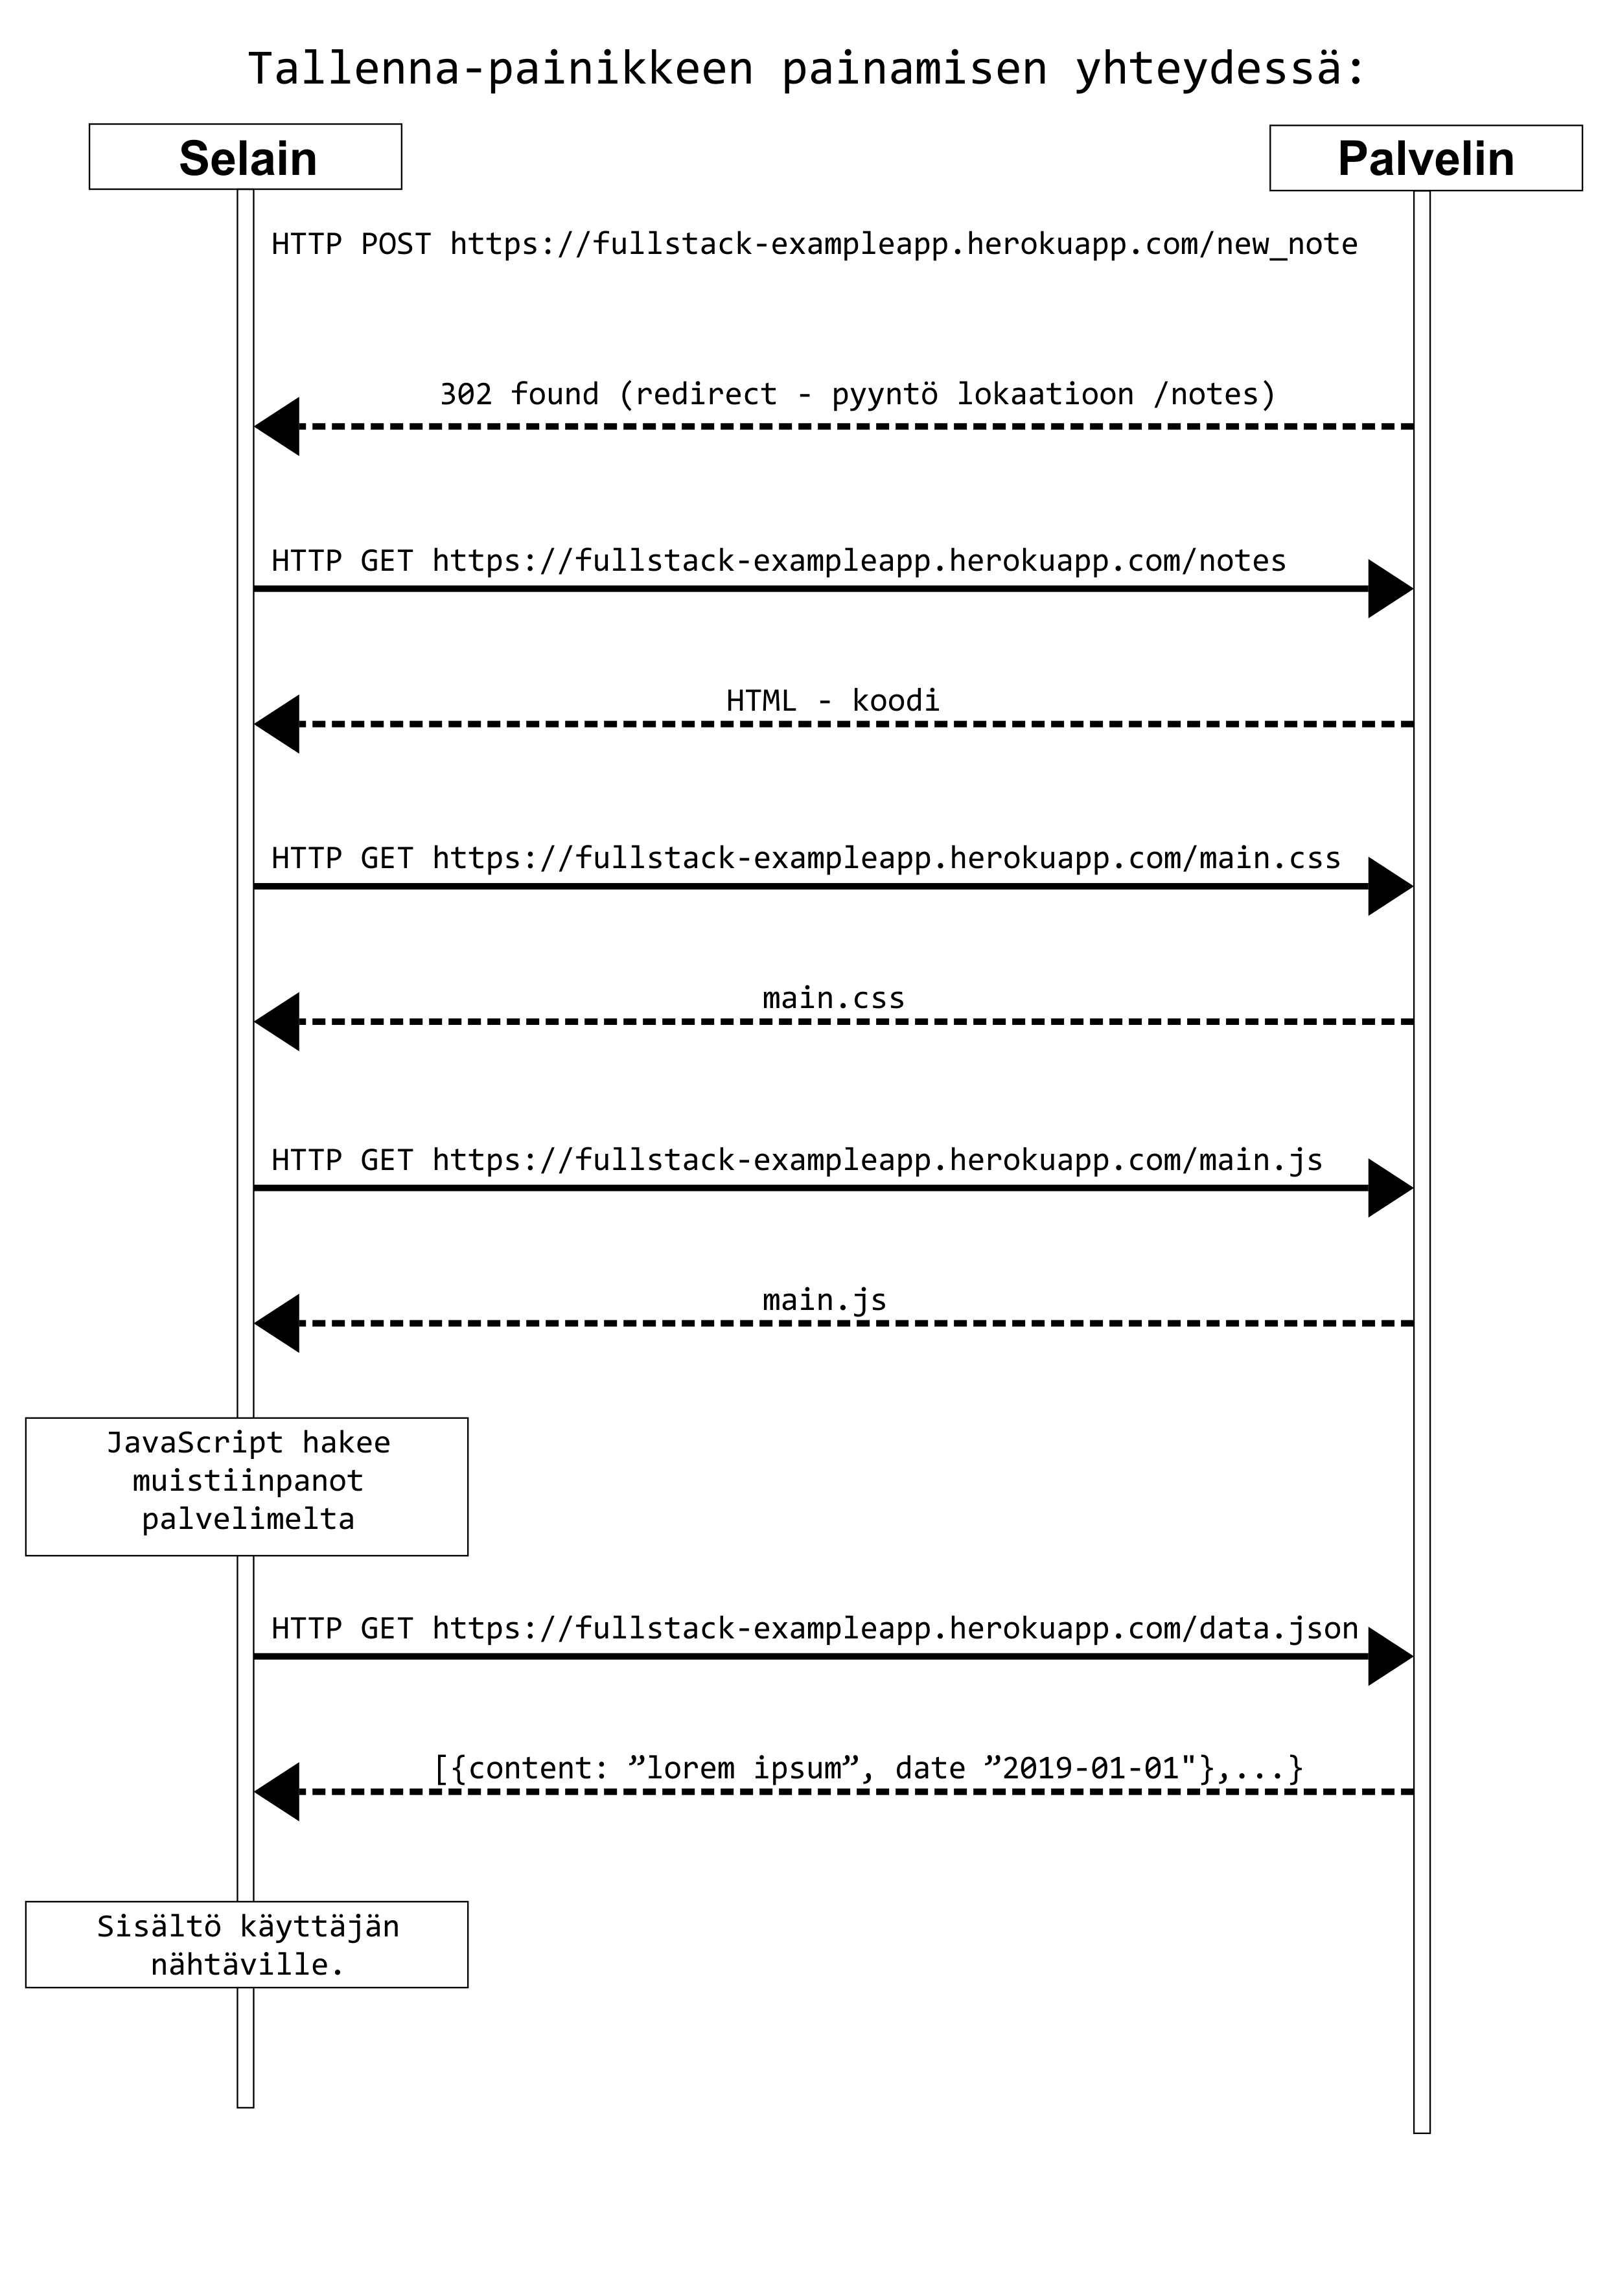 Tallenna-painikkeen painamisen yhteydessä:
Selain
Palvelin
HTTP POST https://fullstack-exampleapp.herokuapp.com/new_note
302 found (redirect - pyyntö lokaatioon /notes)
HTTP GET https://fullstack-exampleapp.herokuapp.com/notes
HTML - koodi
HTTP GET https://fullstack-exampleapp.herokuapp.com/main.css
main.css
HTTP GET https://fullstack-exampleapp.herokuapp.com/main.js
main.js
JavaScript hakee
muistiinpanot
palvelimelta
HTTP GET https://fullstack-exampleapp.herokuapp.com/data.json
[{content: ”lorem ipsum”, date ”2019-01-01"},...}
Sisältö käyttäjän
nähtäville.